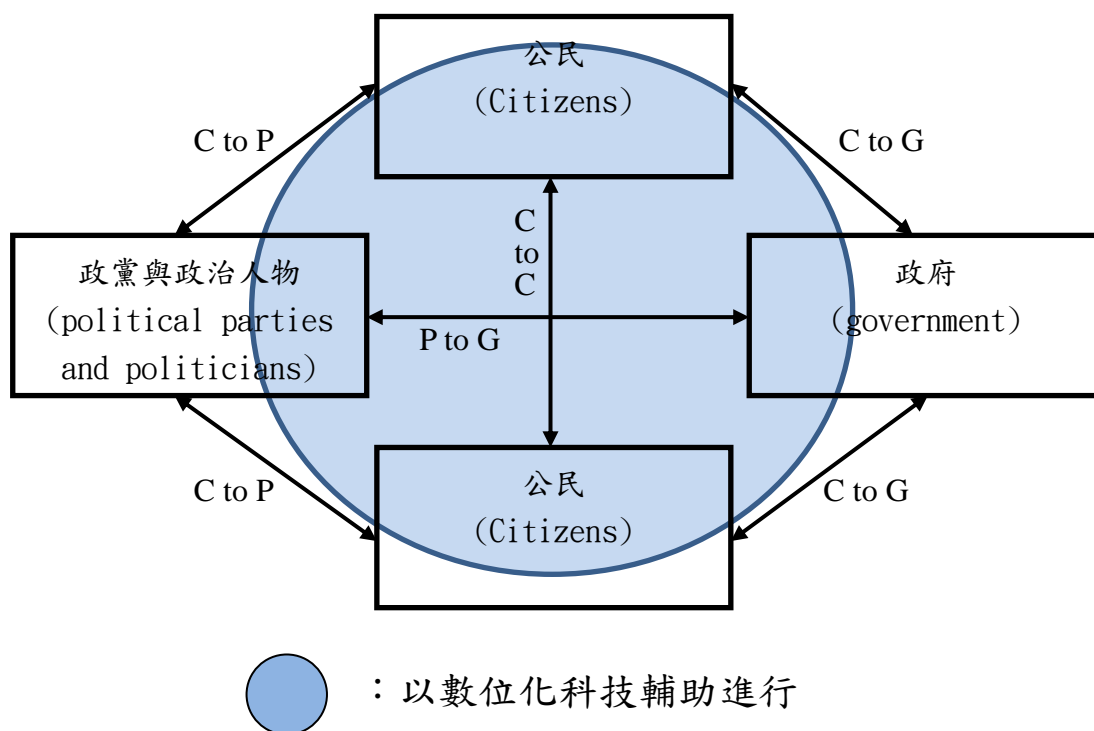 公民
(Citizens)
C to P
C to G
C
to
C
政黨與政治人物
(political parties
and politicians)
政府
(government)
P to G
C to P
公民
(Citizens)
C to G
：以數位化科技輔助進行